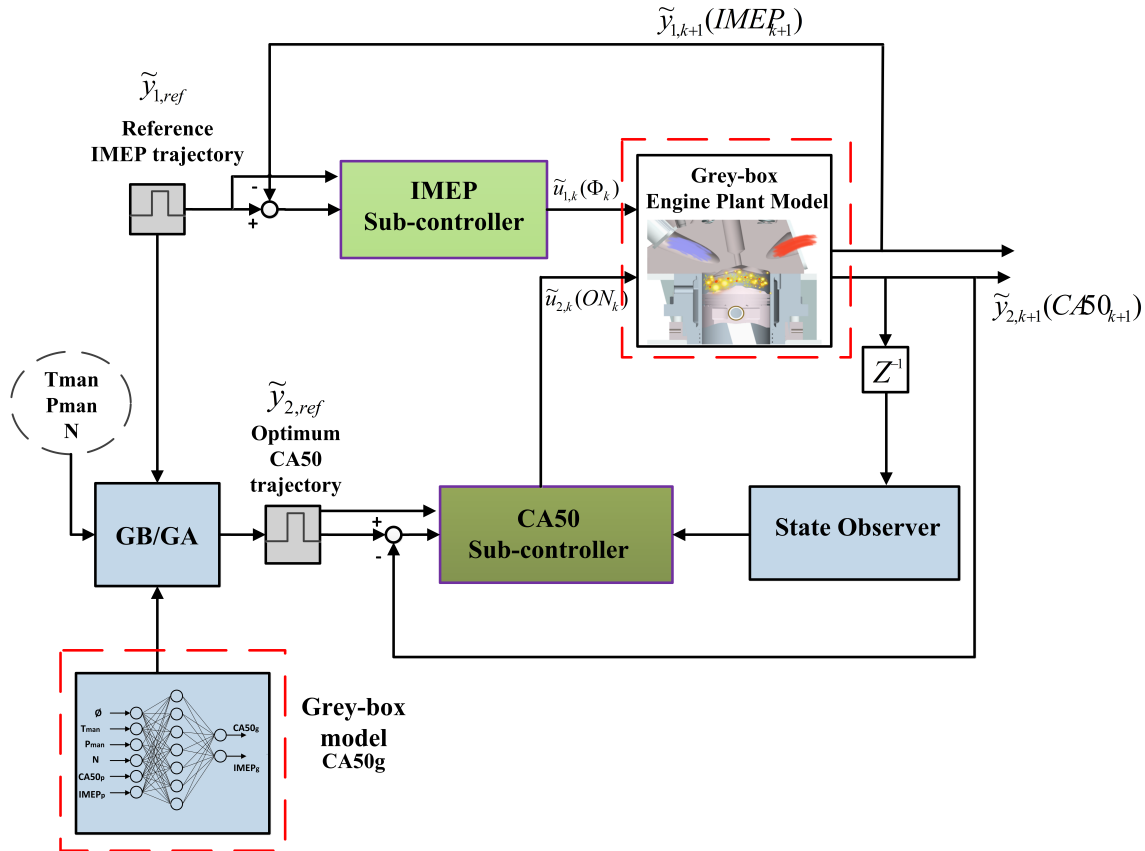 ỹ1,k+1(IMEPk+1)
ỹ1,ref
Reference
IMEP trajectory
-
+
IMEP
Sub-controller
ũ1,k(Φk)
Grey-box
Engine Plant Model
ũ2,k(ONk)
ỹ2,k+1(CA50k+1)
Z-1
Tman
Pman
N
ỹ2,ref
Optimum
CA50
trajectory
GB/GA
+
-
CA50
Sub-controller
State Observer
Ø
Tman
Pman
N
CA50p
IMEPp
CA50g
IMEPg
Grey-box
model
CA50g